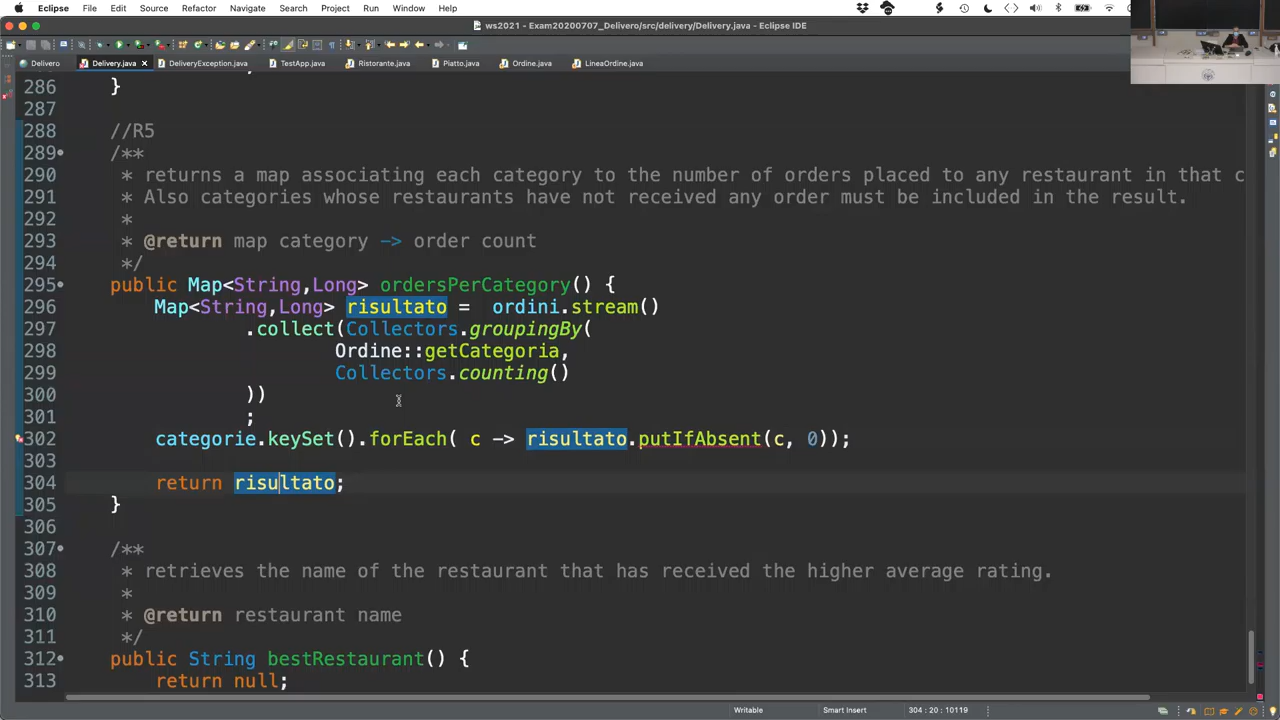 Eclipse File Edit Source Refactor Navigate Search Project Run Window Help
ws2021 - Exam20200707_Delivero/src/delivery/Delivery.java - Eclipse IDE
Delivero Delivery.java DeliveryException.java TestApp.java Ristorante.java Piatto.java Ordine.java LineaOrdine.java
286 }
287
288 //R5
289 /**
290 * returns a map associating each category to the number of orders placed to any restaurant in that c
291 * Also categories whose restaurants have not received any order must be included in the result.
292 *
293 * @return map category -> order count
294 */
295 public Map<String,Long> ordersPerCategory() {
296 Map<String,Long> risultato = ordini.stream()
297 .collect(Collectors.groupingBy(
298 Ordine::getCategoria,
299 Collectors.counting()
300 ))
301 ;
302 categorie.keySet().forEach( c -> risultato.putIfAbsent(c, 0));
303
304 return risultato;
305 }
306
307 /**
308 * retrieves the name of the restaurant that has received the higher average rating.
309 *
310 * @return restaurant name
311 */
312 public String bestRestaurant() {
313 return null;
Writable Smart Insert 304 : 20 : 10119